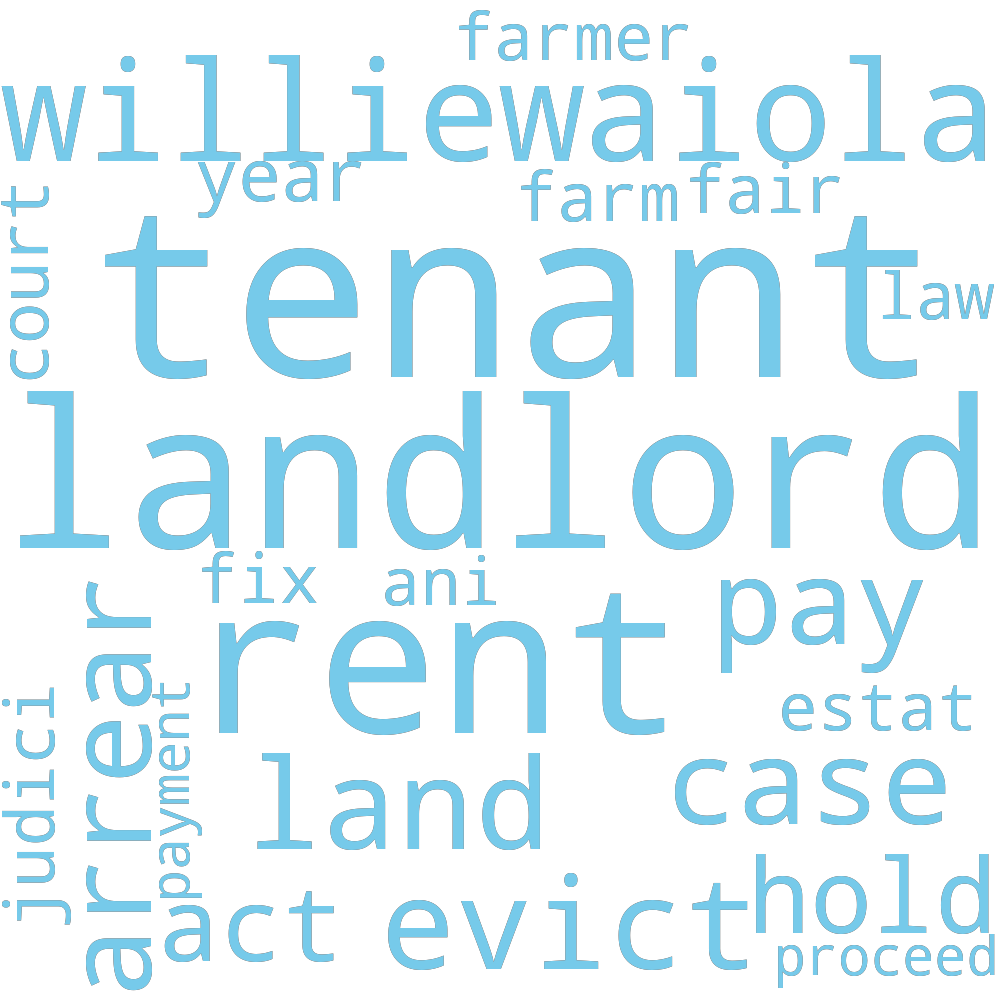 farmer
williewaiola
year
farm
fair
court
tenant
law
landlord
fix
ani
pay
rent
arrear
judici
payment
estat
land
case
hold
act
evict
proceed